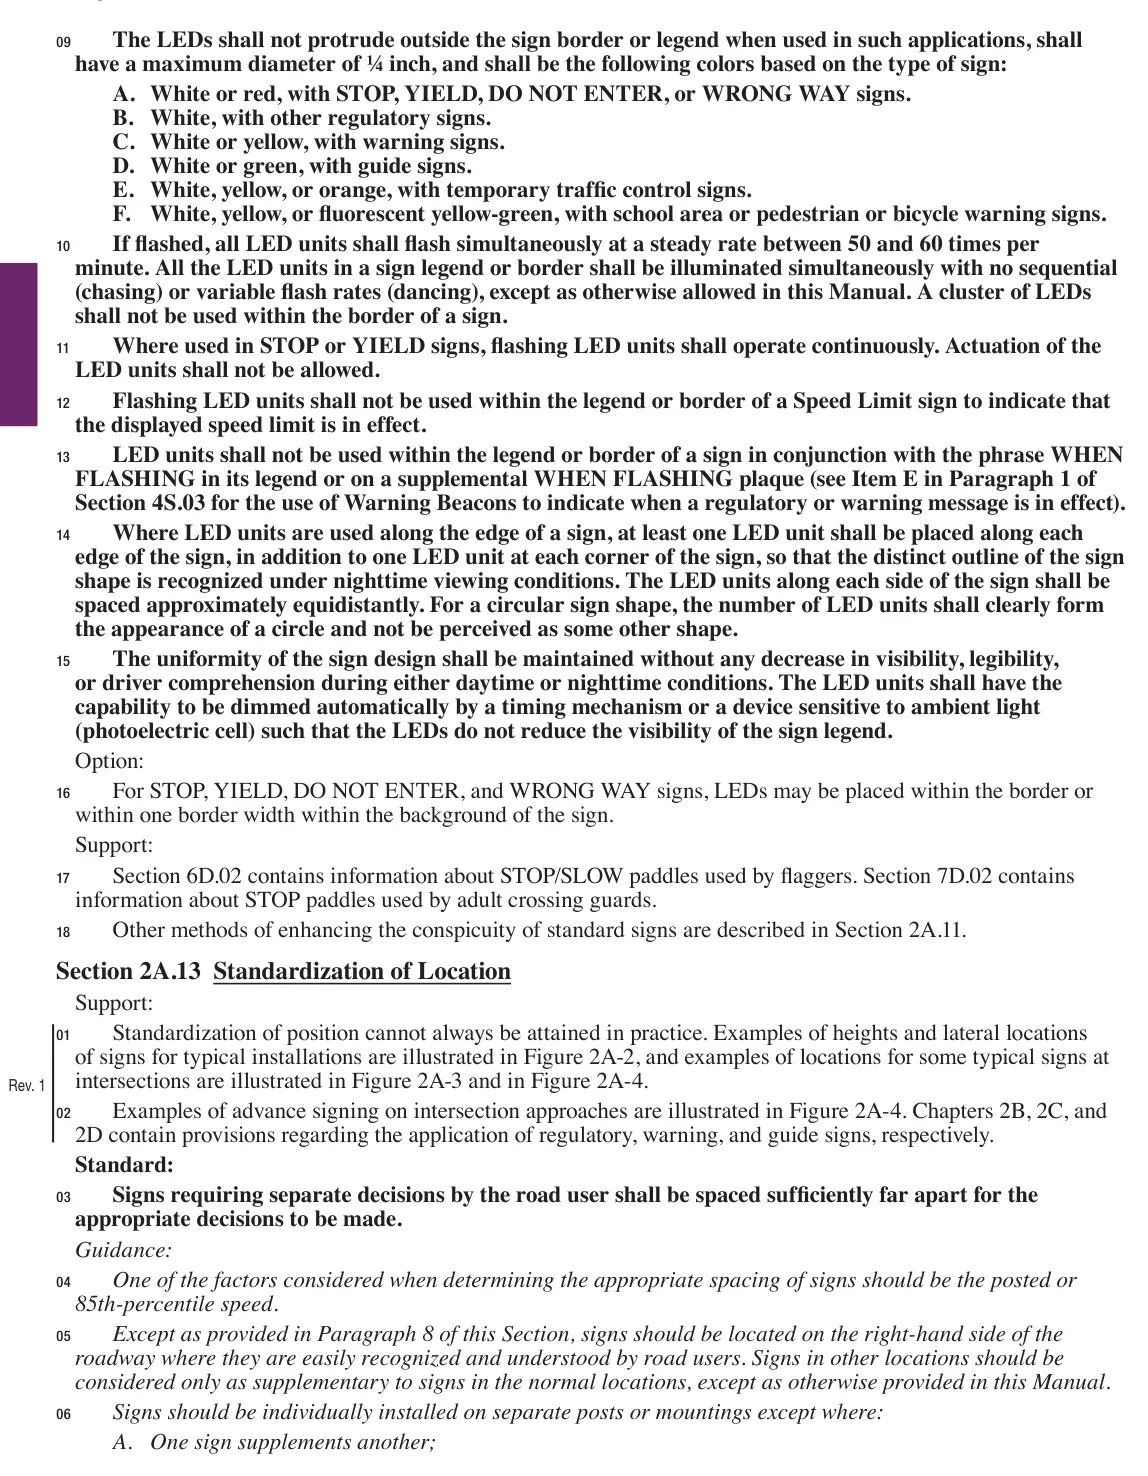 09 The LEDs shall not protrude outside the sign border or legend when used in such applications, shall
have a maximum diameter of ¼ inch, and shall be the following colors based on the type of sign:
A. White or red, with STOP, YIELD, DO NOT ENTER, or WRONG WAY signs.
B. White, with other regulatory signs.
C. White or yellow, with warning signs.
D. White or green, with guide signs.
E. White, yellow, or orange, with temporary traffic control signs.
F. White, yellow, or fluorescent yellow-green, with school area or pedestrian or bicycle warning signs.
10 If flashed, all LED units shall flash simultaneously at a steady rate between 50 and 60 times per
minute. All the LED units in a sign legend or border shall be illuminated simultaneously with no sequential
(chasing) or variable flash rates (dancing), except as otherwise allowed in this Manual. A cluster of LEDs
shall not be used within the border of a sign.
11 Where used in STOP or YIELD signs, flashing LED units shall operate continuously. Actuation of the
LED units shall not be allowed.
12 Flashing LED units shall not be used within the legend or border of a Speed Limit sign to indicate that
the displayed speed limit is in effect.
13 LED units shall not be used within the legend or border of a sign in conjunction with the phrase WHEN
FLASHING in its legend or on a supplemental WHEN FLASHING plaque (see Item E in Paragraph 1 of
Section 4S.03 for the use of Warning Beacons to indicate when a regulatory or warning message is in effect).
14 Where LED units are used along the edge of a sign, at least one LED unit shall be placed along each
edge of the sign, in addition to one LED unit at each corner of the sign, so that the distinct outline of the sign
shape is recognized under nighttime viewing conditions. The LED units along each side of the sign shall be
spaced approximately equidistantly. For a circular sign shape, the number of LED units shall clearly form
the appearance of a circle and not be perceived as some other shape.
15 The uniformity of the sign design shall be maintained without any decrease in visibility, legibility,
or driver comprehension during either daytime or nighttime conditions. The LED units shall have the
capability to be dimmed automatically by a timing mechanism or a device sensitive to ambient light
(photoelectric cell) such that the LEDs do not reduce the visibility of the sign legend.
Option:
16 For STOP, YIELD, DO NOT ENTER, and WRONG WAY signs, LEDs may be placed within the border or
within one border width within the background of the sign.
Support:
17 Section 6D.02 contains information about STOP/SLOW paddles used by flaggers. Section 7D.02 contains
information about STOP paddles used by adult crossing guards.
18 Other methods of enhancing the conspicuity of standard signs are described in Section 2A.11.
Section 2A.13 Standardization of Location
Support:
01 Standardization of position cannot always be attained in practice. Examples of heights and lateral locations
of signs for typical installations are illustrated in Figure 2A-2, and examples of locations for some typical signs at
Rev. 1 intersections are illustrated in Figure 2A-3 and in Figure 2A-4.
02 Examples of advance signing on intersection approaches are illustrated in Figure 2A-4. Chapters 2B, 2C, and
2D contain provisions regarding the application of regulatory, warning, and guide signs, respectively.
Standard:
03 Signs requiring separate decisions by the road user shall be spaced sufficiently far apart for the
appropriate decisions to be made.
Guidance:
04 One of the factors considered when determining the appropriate spacing of signs should be the posted or
85th-percentile speed.
05 Except as provided in Paragraph 8 of this Section, signs should be located on the right-hand side of the
roadway where they are easily recognized and understood by road users. Signs in other locations should be
considered only as supplementary to signs in the normal locations, except as otherwise provided in this Manual.
06 Signs should be individually installed on separate posts or mountings except where:
A. One sign supplements another;